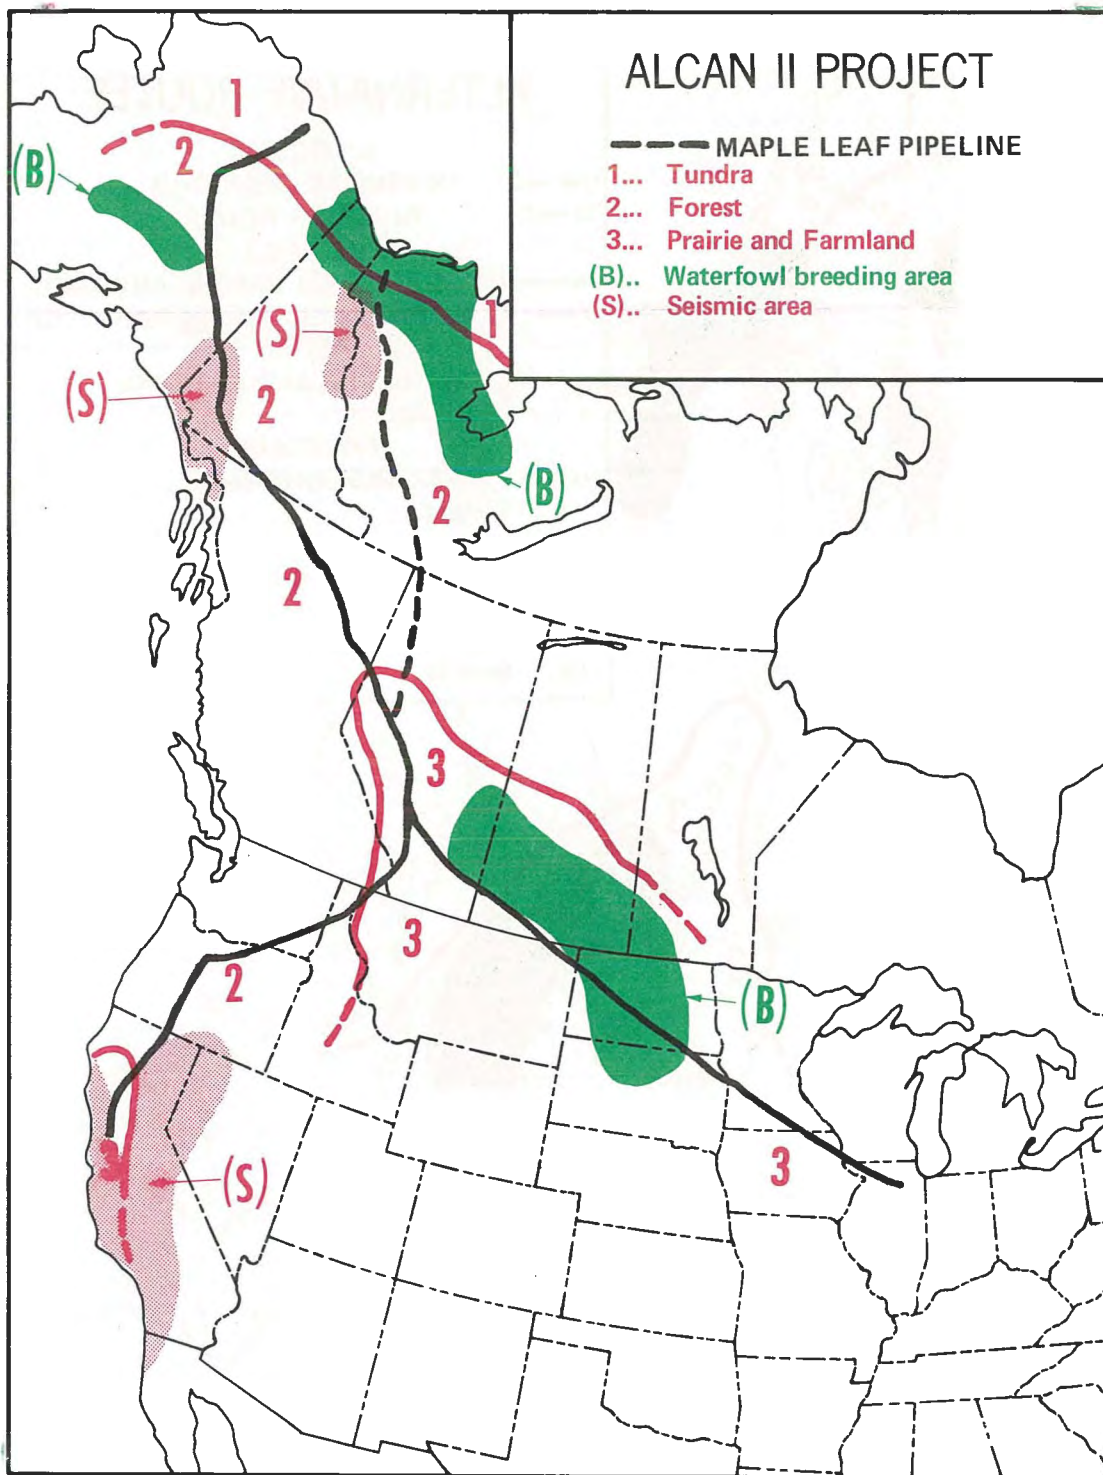 ALCAN II PROJECT
MAPLE LEAF PIPELINE
1... Tundra
2... Forest
3... Prairie and Farmland
(B).. Waterfowl breeding area
(S).. Seismic area
1
2
(B)
(S)
1
(S)
2
2
(B)
2
3
3
2
(B)
3
3
(S)